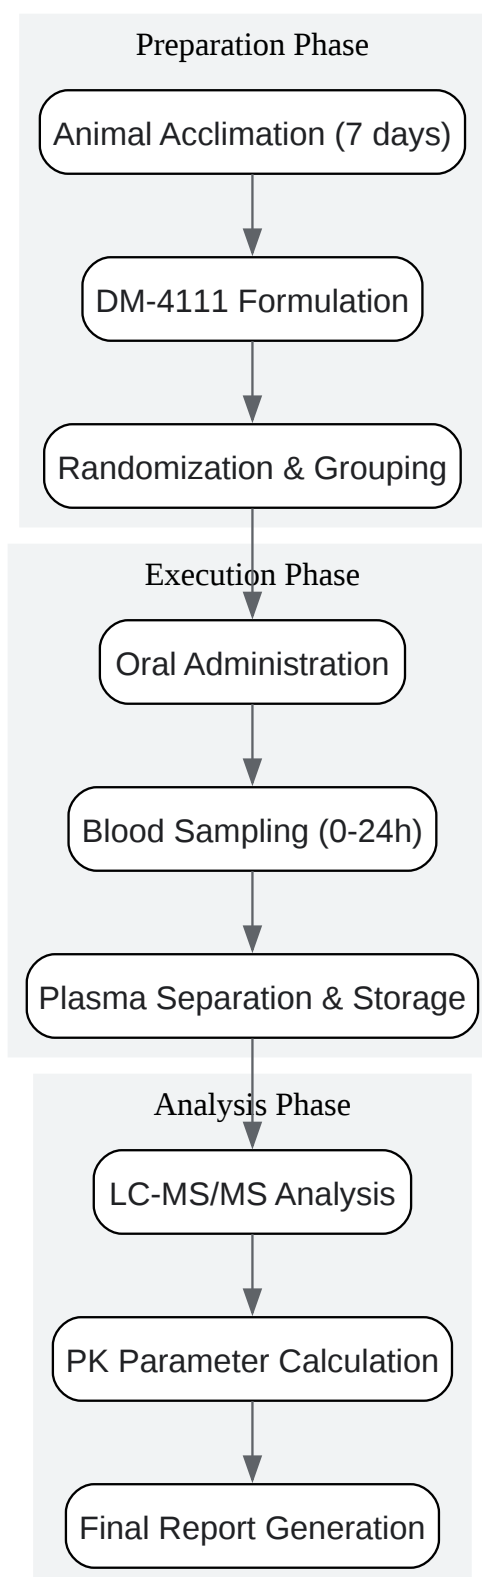 Preparation Phase
Animal Acclimation (7 days)
DM-4111 Formulation
Randomization & Grouping
Execution Phase
Oral Administration
Blood Sampling (0-24h)
Plasma Separation & Storage
Analysis Phase
LC-MS/MS Analysis
PK Parameter Calculation
Final Report Generation